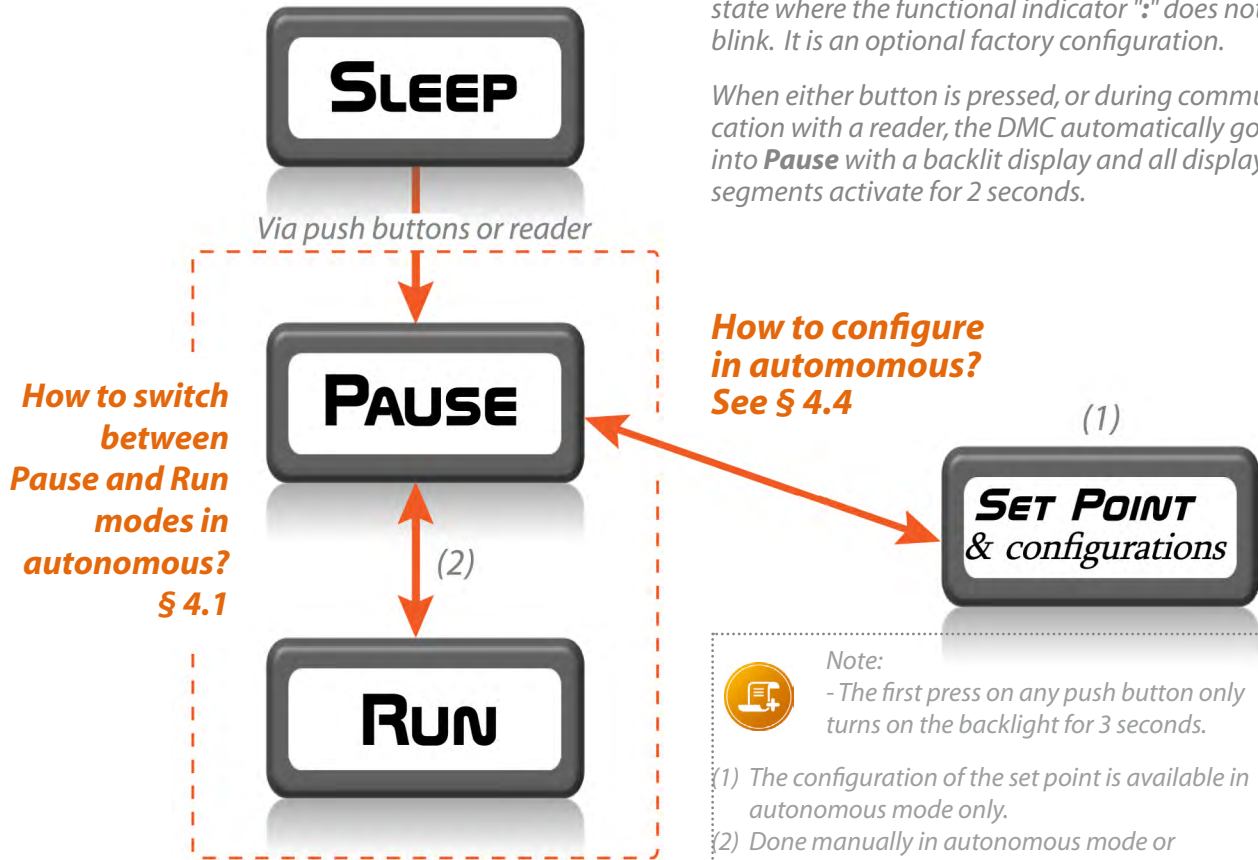 state where the functional indicator ":" does not
blink. It is an optional factory configuration.
When either button is pressed, or during commu
cation with a reader, the DMC automatically go
into Pause with a backlit display and all display
segments activate for 2 seconds.
SLEEP
Via push buttons or reader
PAUSE
How to switch
between
Pause and Run
modes in
autonomous?
§ 4.1
(2)
RUN
How to configure
in automomous?
See § 4.4
(1)
SET POINT
& configurations
Note:
- The first press on any push button only
turns on the backlight for 3 seconds.
(1) The configuration of the set point is available in
autonomous mode only.
(2) Done manually in autonomous mode or